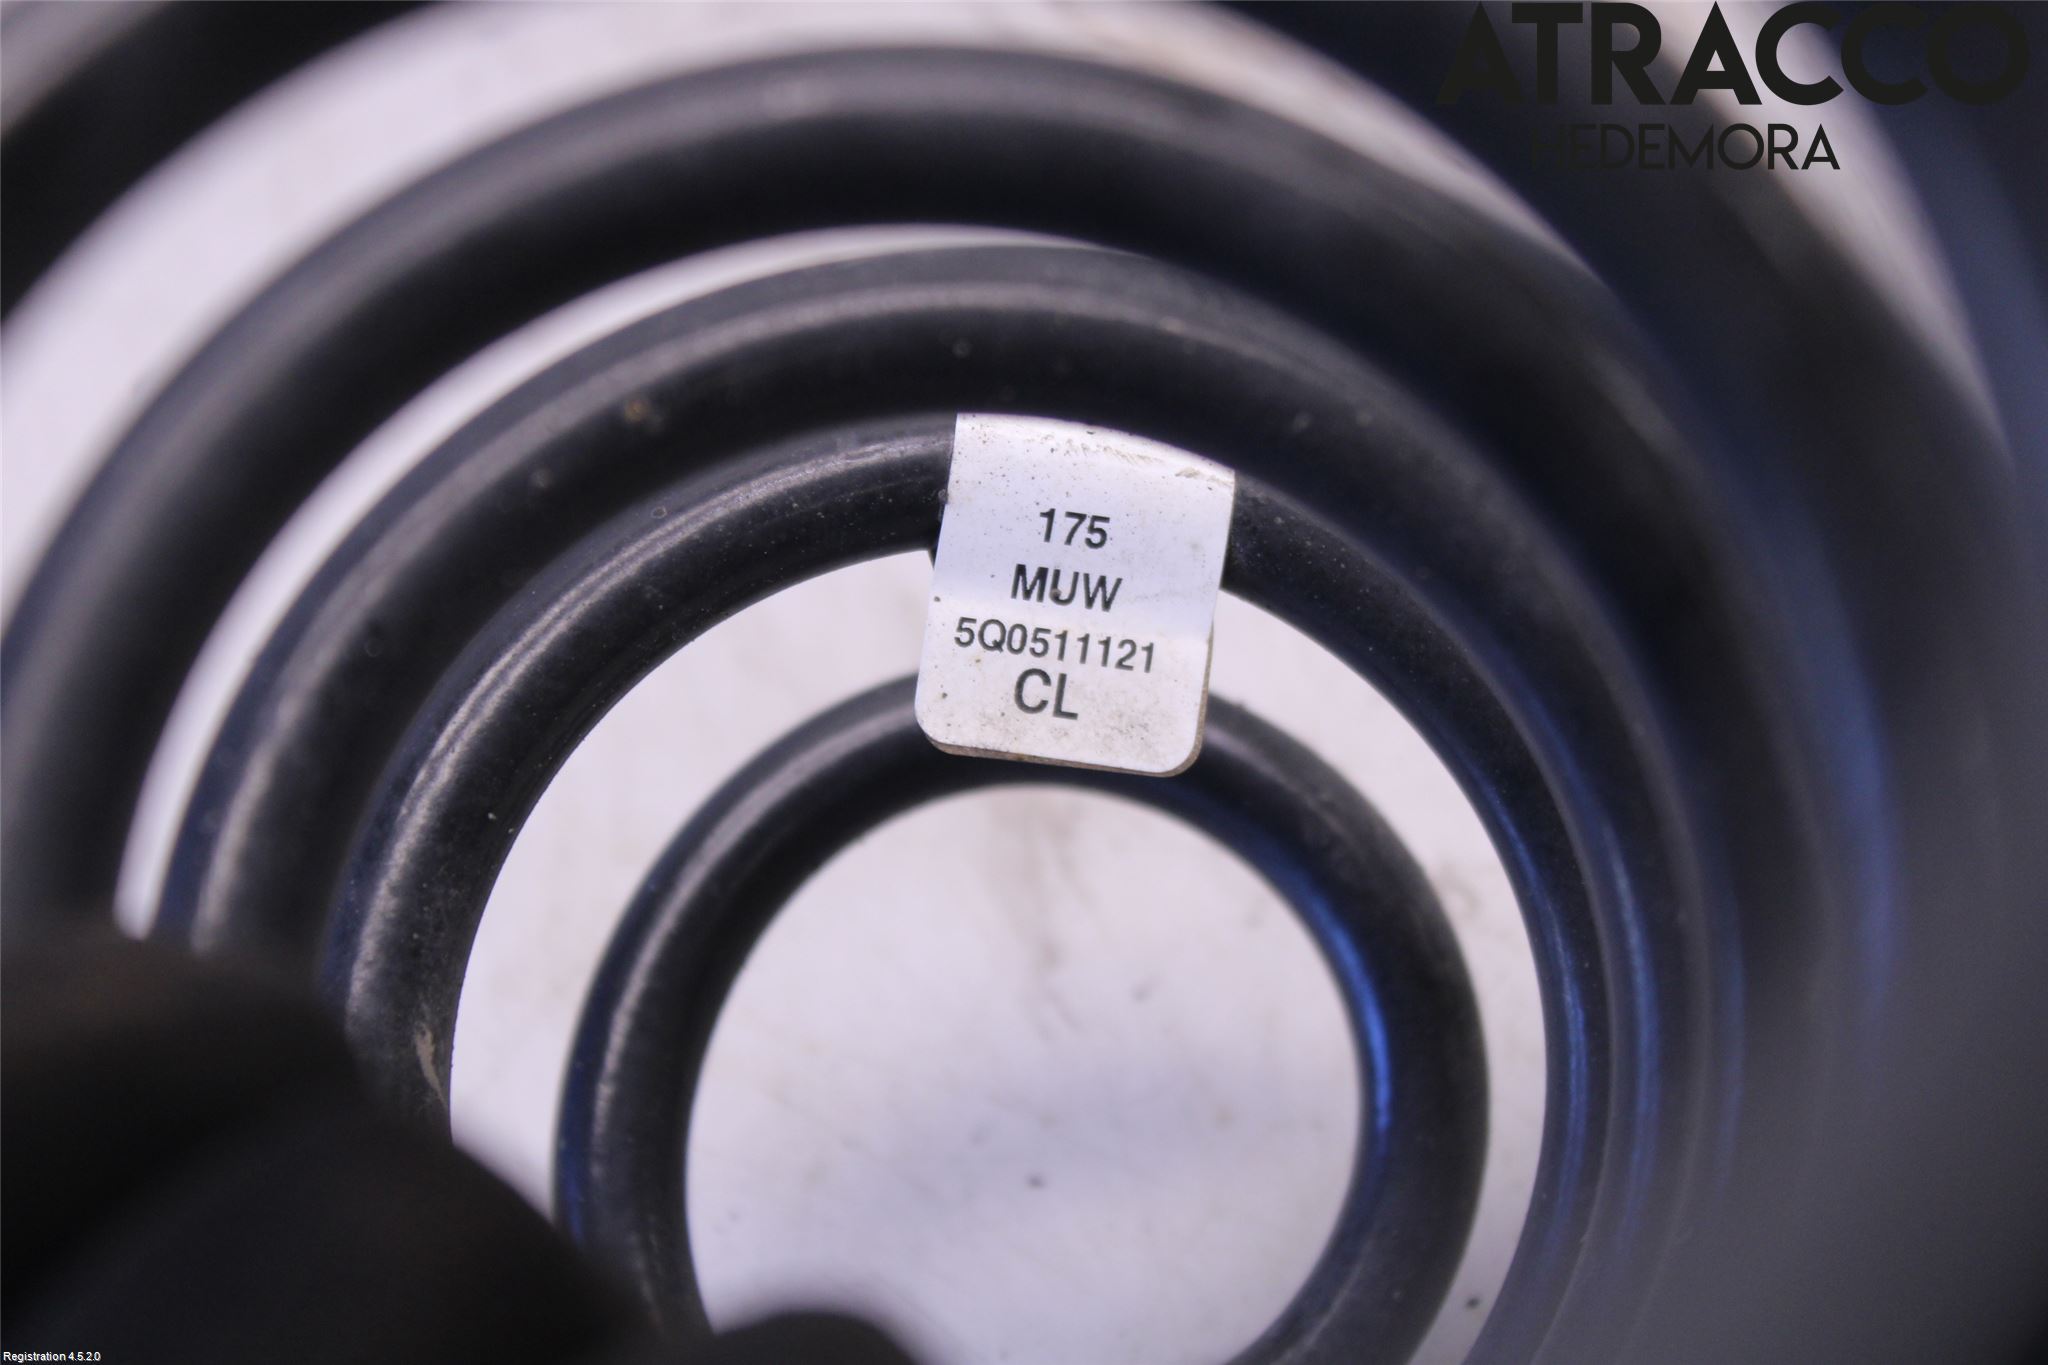 ATRACCO
HEDEMORA
175
MUW
5Q0511121
CL
Registration 4.5.2.0